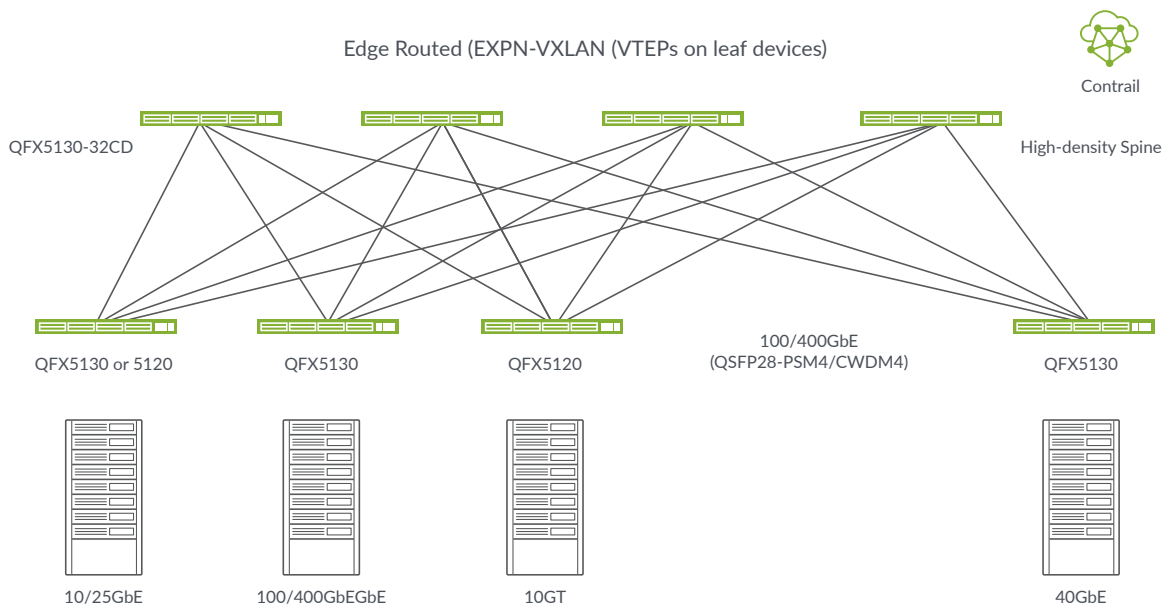 Edge Routed (EXPN-VXLAN (VTEPs on leaf devices)
Contrail
QFX5130-32CD
High-density Spine
QFX5130 or 5120
QFX5130
QFX5120
100/400GbE
(QSFP28-PSM4/CWDM4)
QFX5130
10/25GbE
100/400GbEGbE
10GT
40GbE